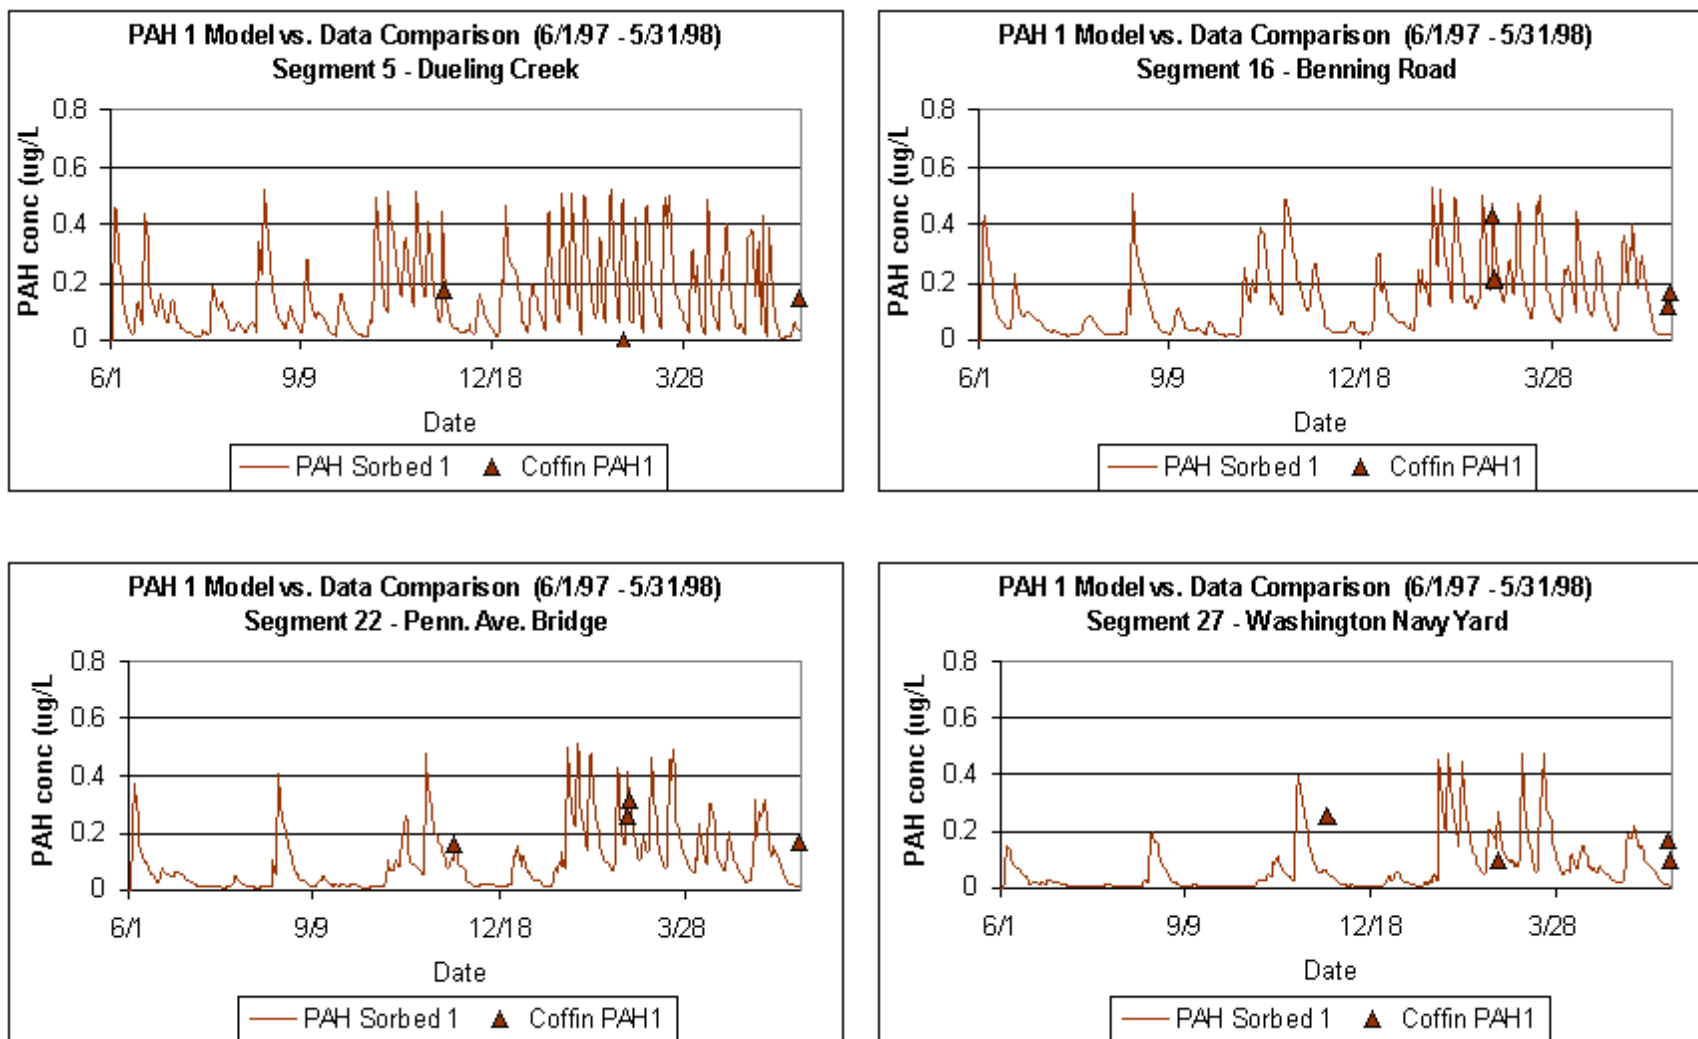 PAH 1 Model vs. Data Comparison (6/1/97 - 5/31/98)
Segment 5 - Dueling Creek
PAH conc (ug/L
0.8
0.6
0.4
0.2
0
6/1 9/9 12/18 3/28
Date
PAH Sorbed 1 Coffin PAH1
PAH 1 Model vs. Data Comparison (6/1/97 - 5/31/98)
Segment 16 - Benning Road
PAH conc (ug/L
0.8
0.6
0.4
0.2
0
6/1 9/9 12/18 3/28
Date
PAH Sorbed 1 Coffin PAH1
PAH 1 Model vs. Data Comparison (6/1/97 - 5/31/98)
Segment 22 - Penn. Ave. Bridge
PAH conc (ug/L
0.8
0.6
0.4
0.2
0
6/1 9/9 12/18 3/28
Date
PAH Sorbed 1 Coffin PAH1
PAH 1 Model vs. Data Comparison (6/1/97 - 5/31/98)
Segment 27 - Washington Navy Yard
PAH conc (ug/L
0.8
0.6
0.4
0.2
0
6/1 9/9 12/18 3/28
Date
PAH Sorbed 1 Coffin PAH1